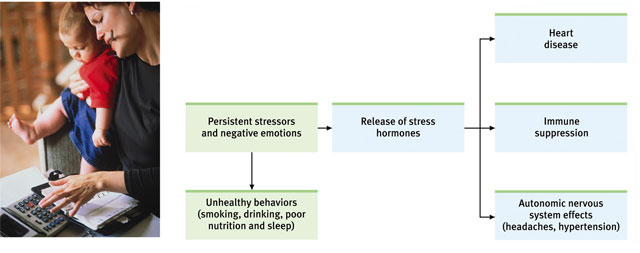 Heart
disease
Persistent stressors
and negative emotions
Release of stress
hormones
Immune
suppression
Unhealthy behaviors
(smoking, drinking, poor
nutrition and sleep)
Autonomic nervous
system effects
(headaches, hypertension)